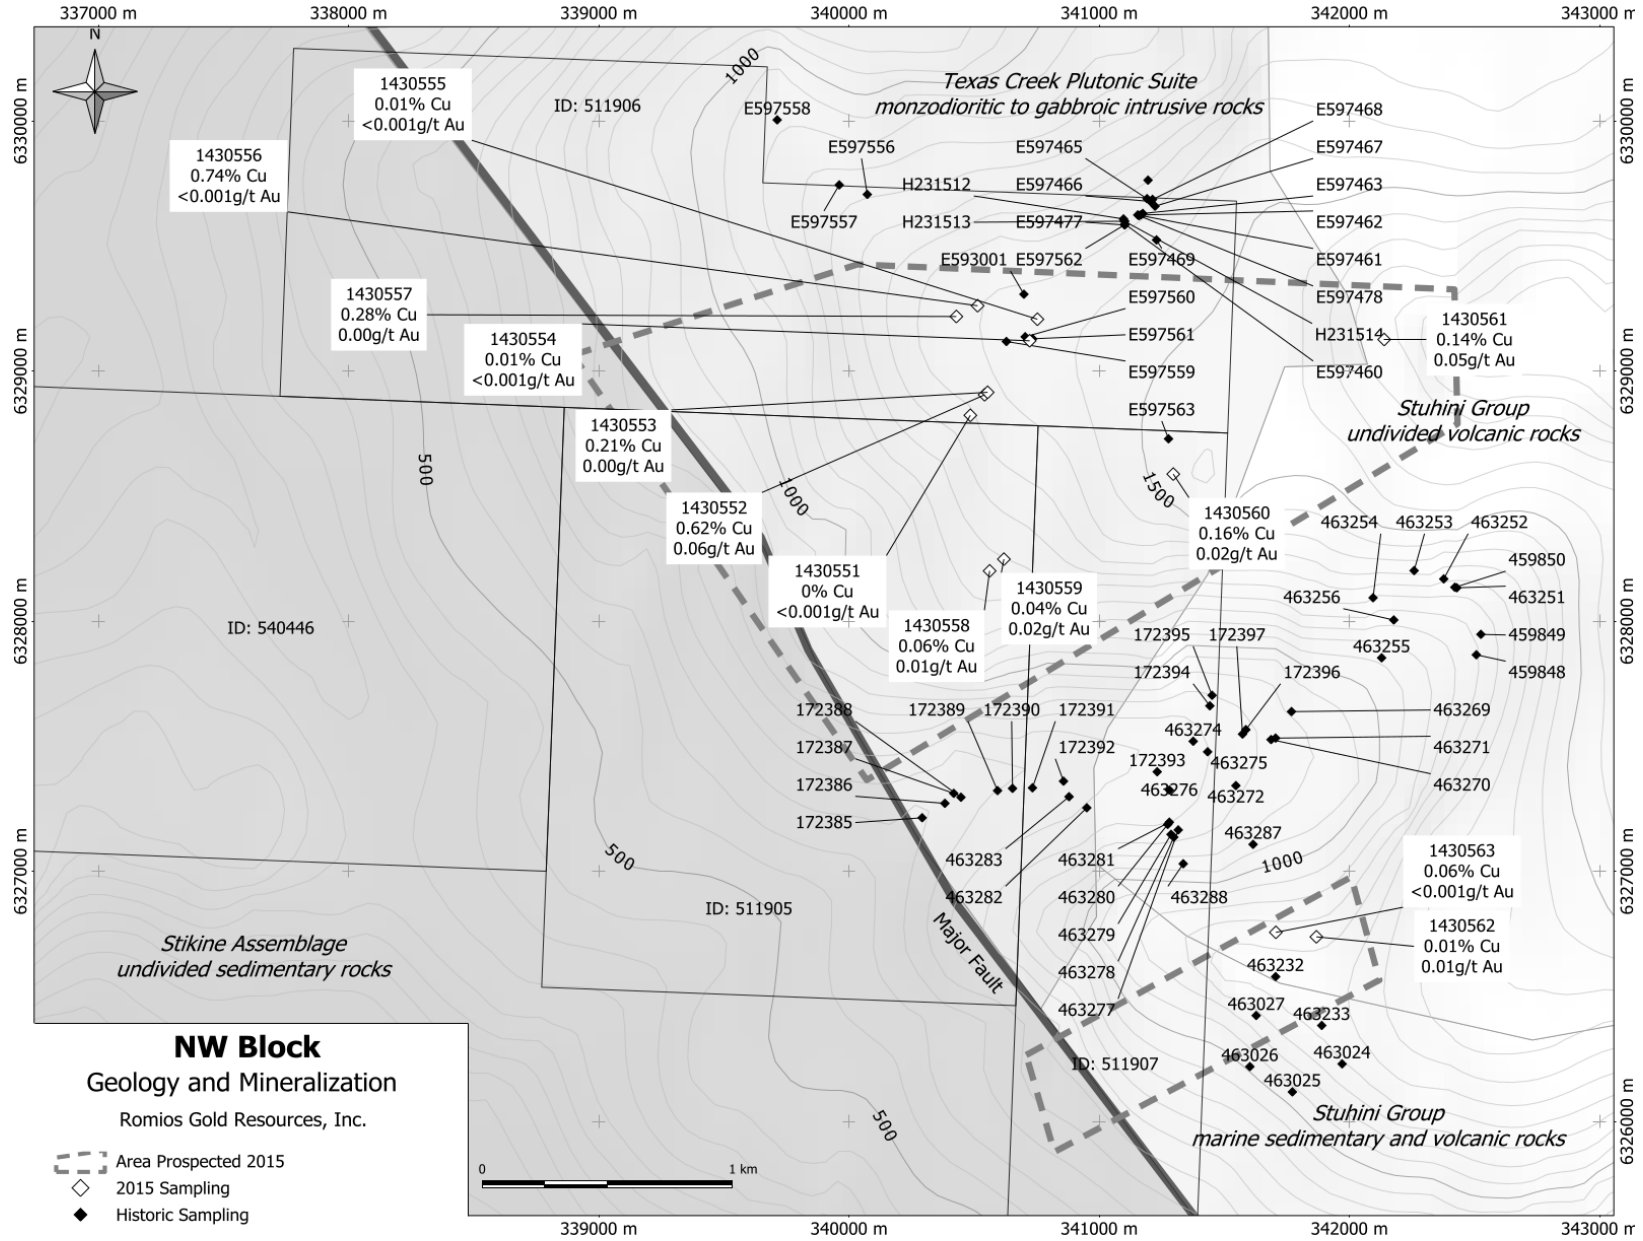 337000 m
338000 m
339000 m
340000 m
341000 m
342000 m
343000 m
N
6330000 m
6330000 m
1000
Texas Creek Plutonic Suite
monzodioritic to gabbroic intrusive rocks
1430555
0.01% Cu
<0.001g/t Au
ID: 511906
E597558
E597468
1430556
0.74% Cu
<0.001g/t Au
E597556
E597465
E597467
H231512
E597466
E597463
E597557
H231513
E597477
E597462
E593001
E597562
E597469
E597461
1430557
0.28% Cu
0.00g/t Au
E597560
E597478
1430554
0.01% Cu
<0.001g/t Au
E597561
H231514
1430561
0.14% Cu
0.05g/t Au
6329000 m
6329000 m
E597559
E597460
E597563
Stuhini Group
undivided volcanic rocks
1430553
0.21% Cu
0.00g/t Au
500
1000
1500
1430552
0.62% Cu
0.06g/t Au
1430560
0.16% Cu
0.02g/t Au
463254
463253
463252
459850
463251
1430551
0% Cu
<0.001g/t Au
1430559
0.04% Cu
0.02g/t Au
463256
6328000 m
6328000 m
ID: 540446
1430558
0.06% Cu
0.01g/t Au
172395
172397
463255
459849
172394
172396
459848
172388
172389
172390
172391
463269
172387
172392
463274
463271
172386
172393
463275
463270
463276
463272
172385
463287
500
463283
463281
1000
1430563
0.06% Cu
<0.001g/t Au
6327000 m
6327000 m
463282
463280
463288
ID: 511905
Major Fault
463279
1430562
0.01% Cu
0.01g/t Au
Stikine Assemblage
undivided sedimentary rocks
463278
463232
463277
463027
463233
NW Block
Geology and Mineralization
Romios Gold Resources, Inc.
ID: 511907
463026
463024
463025
500
Stuhini Group
marine sedimentary and volcanic rocks
6326000 m
Area Prospected 2015
2015 Sampling
Historic Sampling
0
1 km
339000 m
340000 m
341000 m
342000 m
343000 m